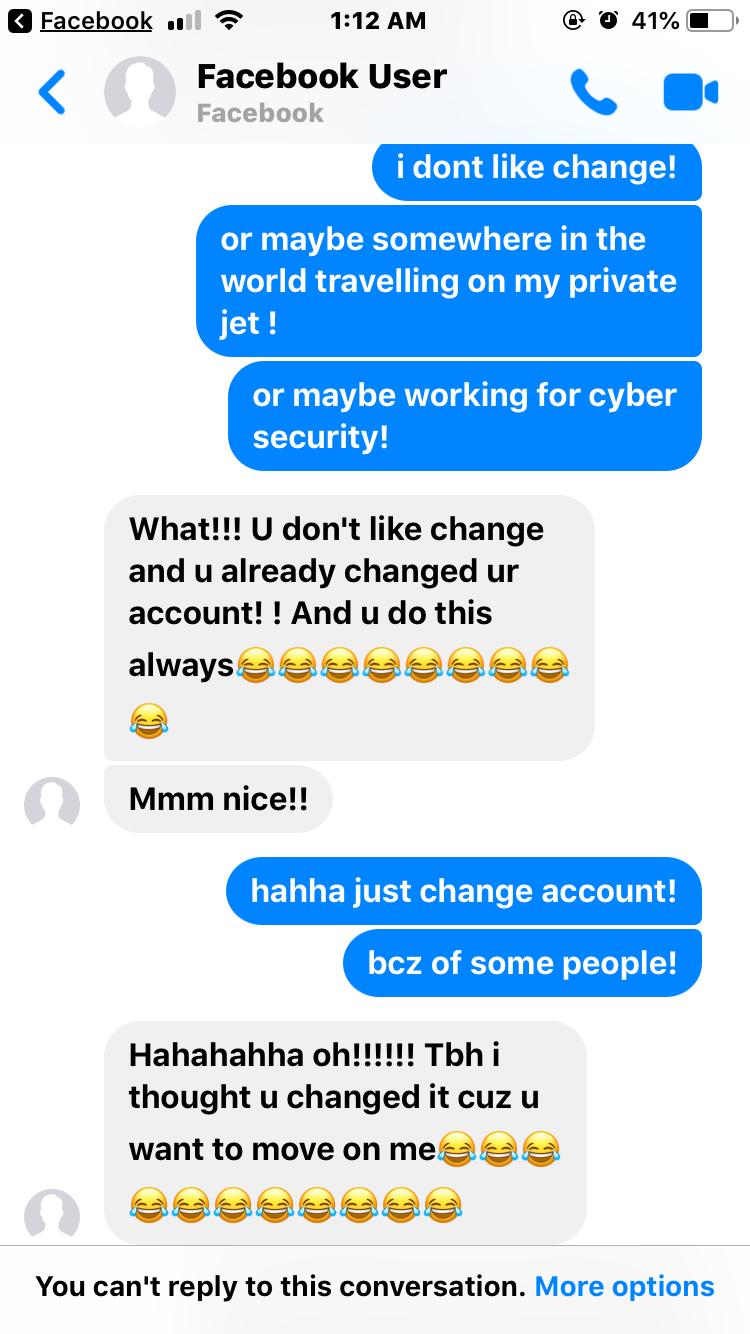 Facebook 1:12 AM 41%
Facebook User
Facebook
i dont like change!
or maybe somewhere in the
world travelling on my private
jet !
or maybe working for cyber
security!
What!!! U don't like change
and u already changed ur
account! ! And u do this
always😂😂😂😂😂😂😂😂
😂
Mmm nice!!
hahha just change account!
bcz of some people!
Hahahahha oh!!!!!! Tbh i
thought u changed it cuz u
want to move on me😂😂😂
😂😂😂😂😂😂😂😂
You can't reply to this conversation. More options